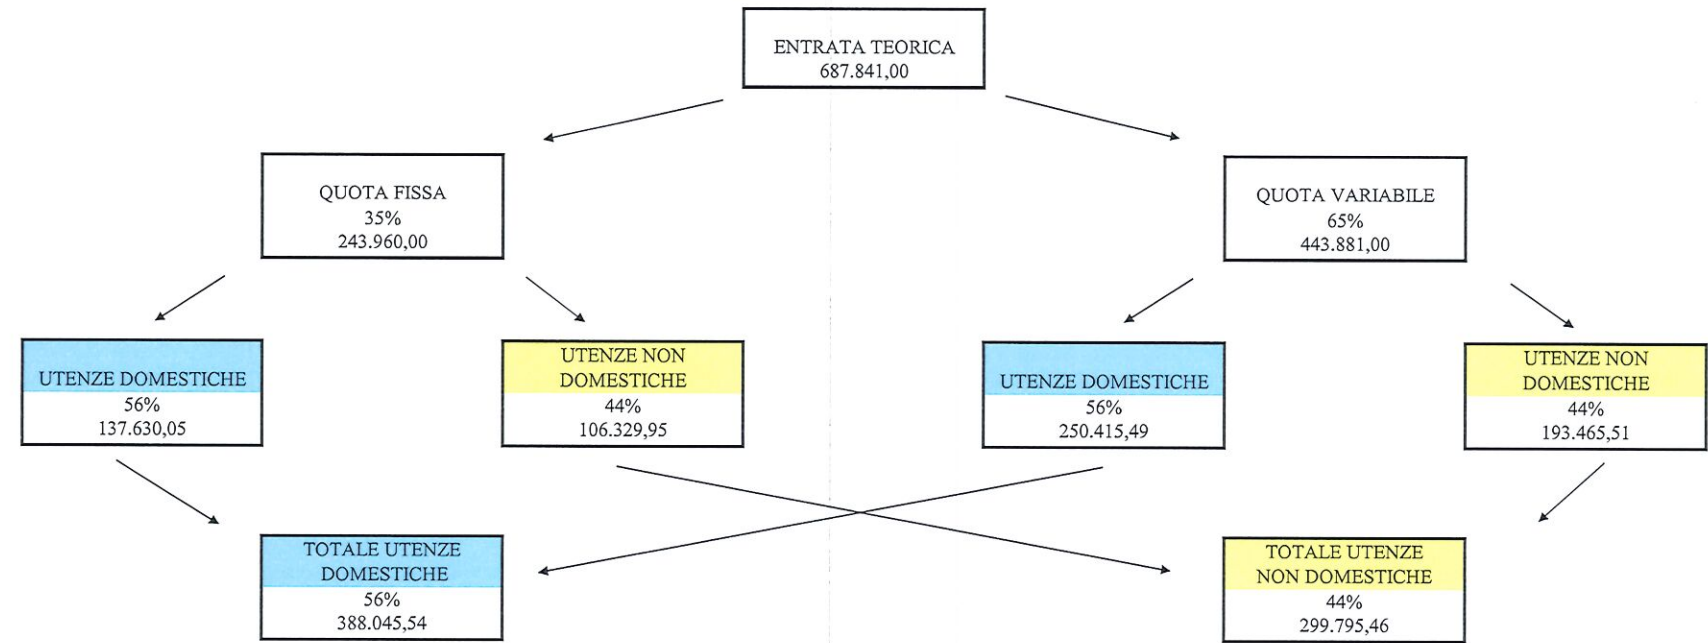 ENTRATA TEORICA
687.841,00
QUOTA FISSA
35%
243.960,00
QUOTA VARIABILE
65%
443.881,00
UTENZE DOMESTICHE
56%
137.630,05
UTENZE NON
DOMESTICHE
44%
106.329,95
UTENZE DOMESTICHE
56%
250.415,49
UTENZE NON
DOMESTICHE
44%
193.465,51
TOTALE UTENZE
DOMESTICHE
56%
388.045,54
TOTALE UTENZE
NON DOMESTICHE
44%
299.795,46